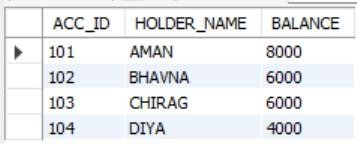 ACC_ID HOLDER_NAME BALANCE
101 AMAN 8000
102 BHAVNA 6000
103 CHIRAG 6000
104 DIYA 4000